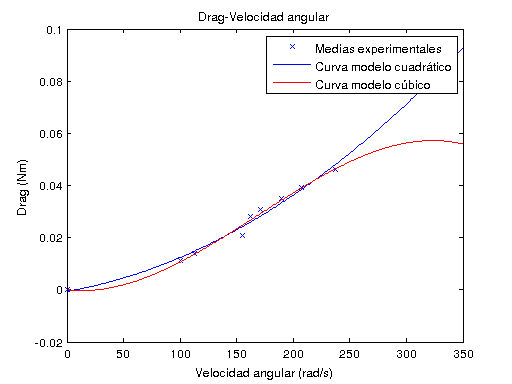 Drag-Velocidad angular
0.1
Medias experimentales
Curva modelo cuadrático
Curva modelo cúbico
0.08
0.06
0.04
0.02
0
-0.02
Drag (Nm)
0 50 100 150 200 250 300 350
Velocidad angular (rad/s)